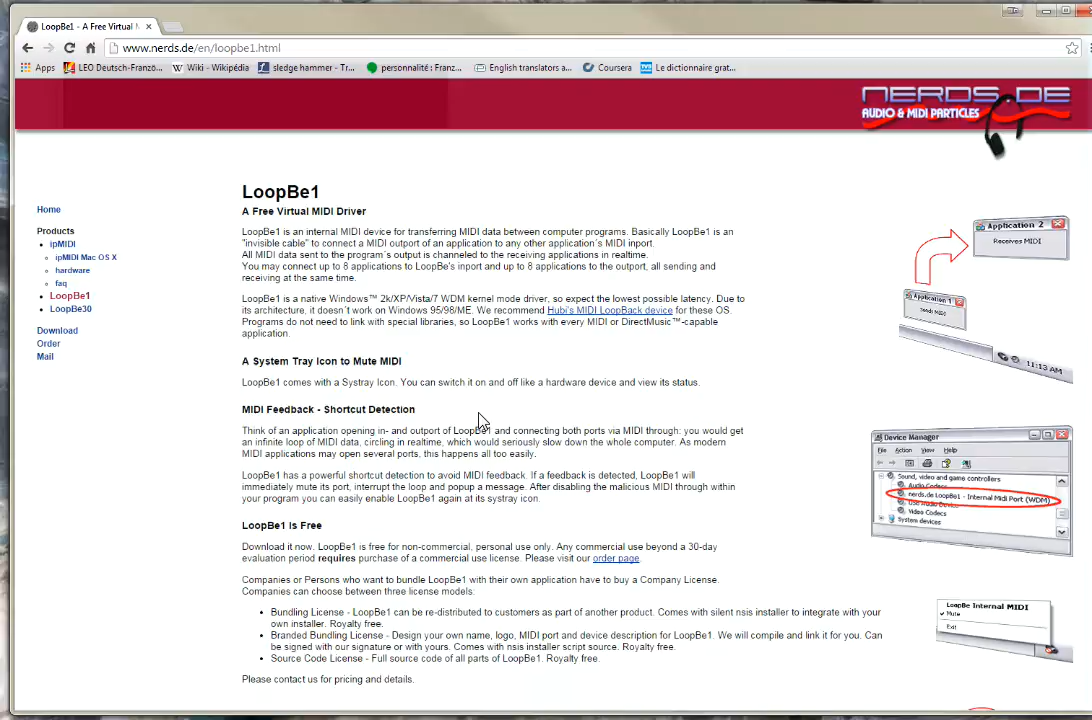 LoopBe1 - A Free Virtual M
www.nerds.de/en/loopbe1.html
Apps LEO Deutsch-Franzö... Wiki - Wikipédia sledge hammer - Tr... personnalité : Franz... English translators a... Coursera Le dictionnaire grat...
NERDS.DE
AUDIO & MIDI PARTICLES
Home
Products
ipMIDI
ipMIDI Mac OS X
hardware
faq
LoopBe1
LoopBe30
Download
Order
Mail
LoopBe1
A Free Virtual MIDI Driver
LoopBe1 is an internal MIDI device for transferring MIDI data between computer programs. Basically LoopBe1 is an
"invisible cable" to connect a MIDI outport of an application to any other application´s MIDI inport.
All MIDI data sent to the program´s output is channeled to the receiving applications in realtime.
You may connect up to 8 applications to LoopBe's inport and up to 8 applications to the outport, all sending and
receiving at the same time.
LoopBe1 is a native Windows™ 2k/XP/Vista/7 WDM kernel mode driver, so expect the lowest possible latency. Due to
its architecture, it doesn´t work on Windows 95/98/ME. We recommend Hubi's MIDI LoopBack device for these OS.
Programs do not need to link with special libraries, so LoopBe1 works with every MIDI or DirectMusic™-capable
application.
A System Tray Icon to Mute MIDI
LoopBe1 comes with a Systray Icon. You can switch it on and off like a hardware device and view its status.
MIDI Feedback - Shortcut Detection
Think of an application opening in- and outport of LoopBe1 and connecting both ports via MIDI through: you would get
an infinite loop of MIDI data, circling in realtime, which would seriously slow down the whole computer. As modern
MIDI applications may open several ports, this happens all too easily.
LoopBe1 has a powerful shortcut detection to avoid MIDI feedback. If a feedback is detected, LoopBe1 will
immediately mute its port, interrupt the loop and popup a message. After disabling the malicious MIDI through within
your program you can easily enable LoopBe1 again at its systray icon.
LoopBe1 is Free
Download it now. LoopBe1 is free for non-commercial, personal use only. Any commercial use beyond a 30-day
evaluation period requires purchase of a commercial use license. Please visit our order page.
Companies or Persons who want to bundle LoopBe1 with their own application have to buy a Company License.
Companies can choose between three license models:
Bundling License - LoopBe1 can be re-distributed to customers as part of another product. Comes with silent nsis installer to integrate with your
own installer. Royalty free.
Branded Bundling License - Design your own name, logo, MIDI port and device description for LoopBe1. We will compile and link it for you. Can
be signed with our signature or with yours. Comes with nsis installer script source. Royalty free.
Source Code License - Full source code of all parts of LoopBe1. Royalty free.
Please contact us for pricing and details.
Application 2
Receives MIDI
Application 1
Sends MIDI
11:13 AM
Device Manager
File Action View Help
Sound, video and game controllers
Audio Codecs
nerds.de LoopBe1 - Internal Midi Port (WDM)
USB Audio Device
Video Codecs
System devices
LoopBe Internal MIDI
Mute
Exit